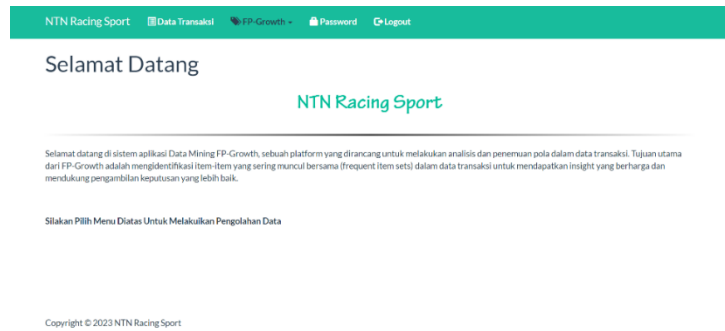 NTN Racing Sport Data Transaksi FP-Growth Password Logout
Selamat Datang
NTN Racing Sport
Selamat datang di sistem aplikasi Data Mining FP-Growth, sebuah platform yang dirancang untuk melakukan analisis dan penemuan pola dalam data transaksi. Tujuan utama
dari FP-Growth adalah mengidentifikasi item-item yang sering muncul bersama (frequent item sets) dalam data transaksi untuk mendapatkan insight yang berharga dan
mendukung pengambilan keputusan yang lebih baik.
Silakan Pilih Menu Diatas Untuk Melakuikan Pengolahan Data
Copyright © 2023 NTN Racing Sport